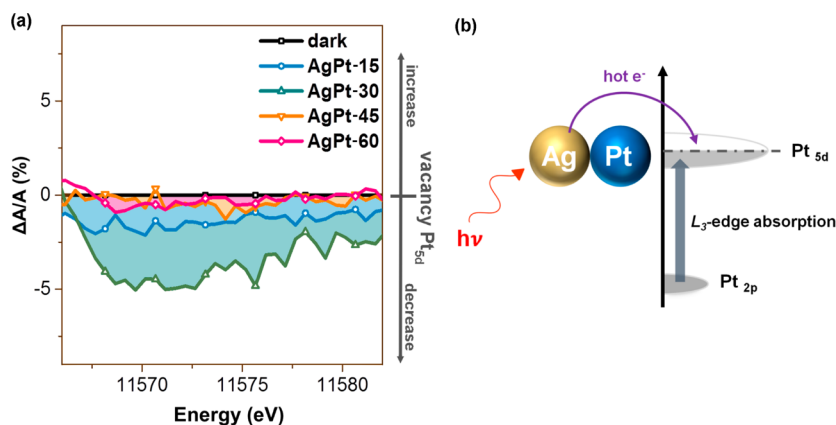 (a)
dark
AgPt-15
AgPt-30
AgPt-45
AgPt-60
5
0
-5
ΔA/A (%)
11570
11575
11580
Energy (eV)
increase
vacancy Pt5d
decrease
(b)
hot e-
Ag
Pt
hν
Pt 5d
L3-edge absorption
Pt 2p